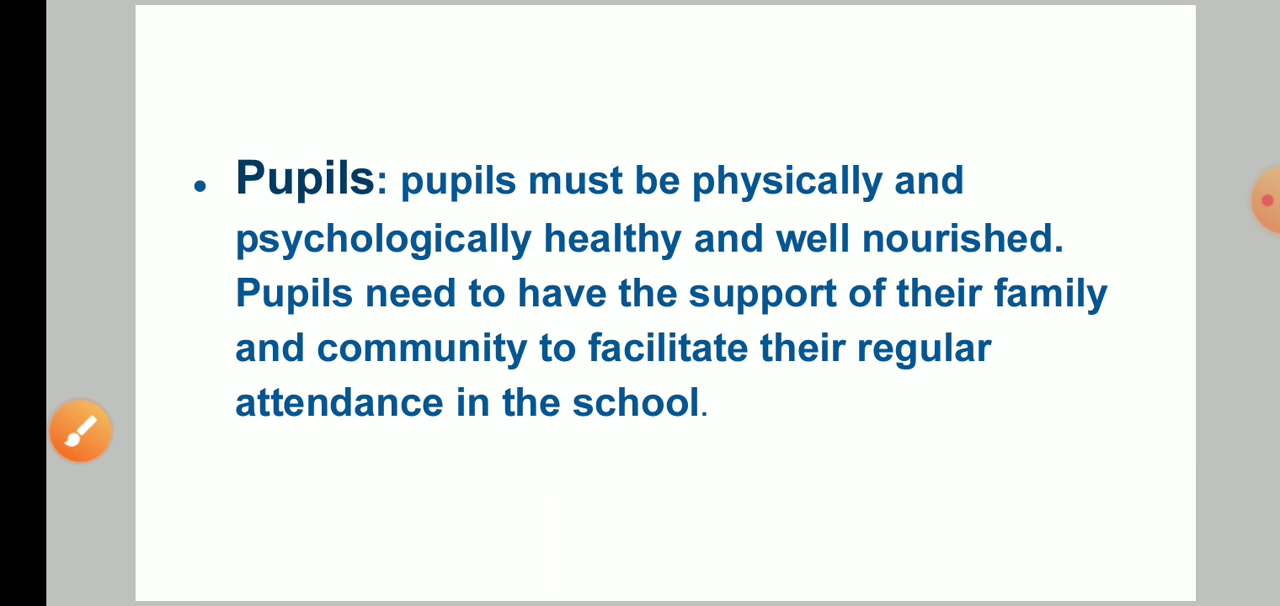 • Pupils: pupils must be physically and
psychologically healthy and well nourished.
Pupils need to have the support of their family
and community to facilitate their regular
attendance in the school.